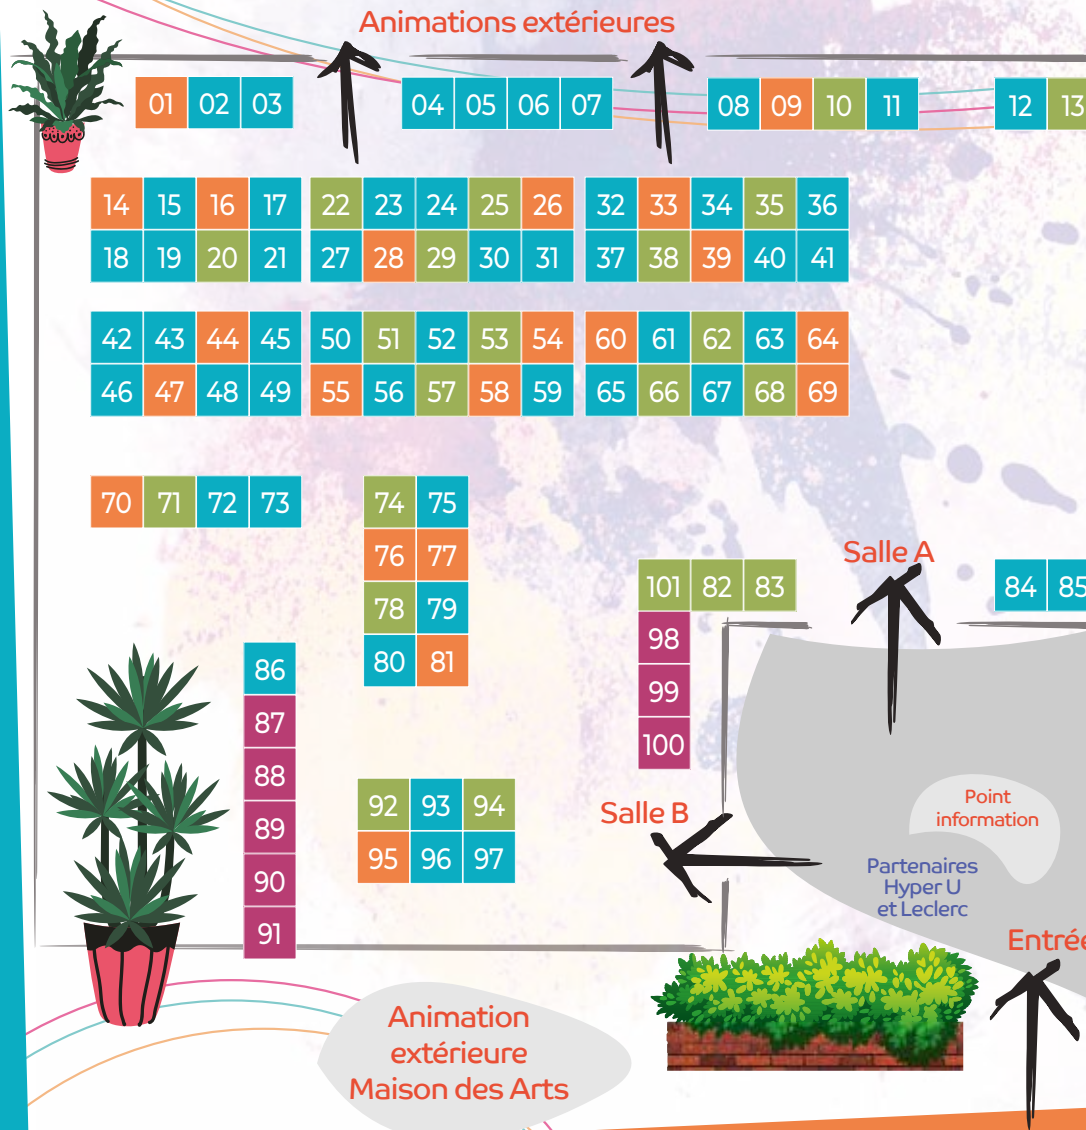 Animations extérieures
01 02 03
04 05 06 07
08 09 10 11
12 13
14 15 16 17
18 19 20 21
22 23 24 25 26
27 28 29 30 31
32 33 34 35 36
37 38 39 40 41
42 43 44 45
46 47 48 49
50 51 52 53 54
55 56 57 58 59
60 61 62 63 64
65 66 67 68 69
70 71 72 73
74 75
76 77
78 79
80 81
Salle A
101 82 83
98
99
100
84 85
86
87
88
89
90
91
92 93 94
95 96 97
Salle B
Point
information
Partenaires
Hyper U
et Leclerc
Entrée
Animation
extérieure
Maison des Arts